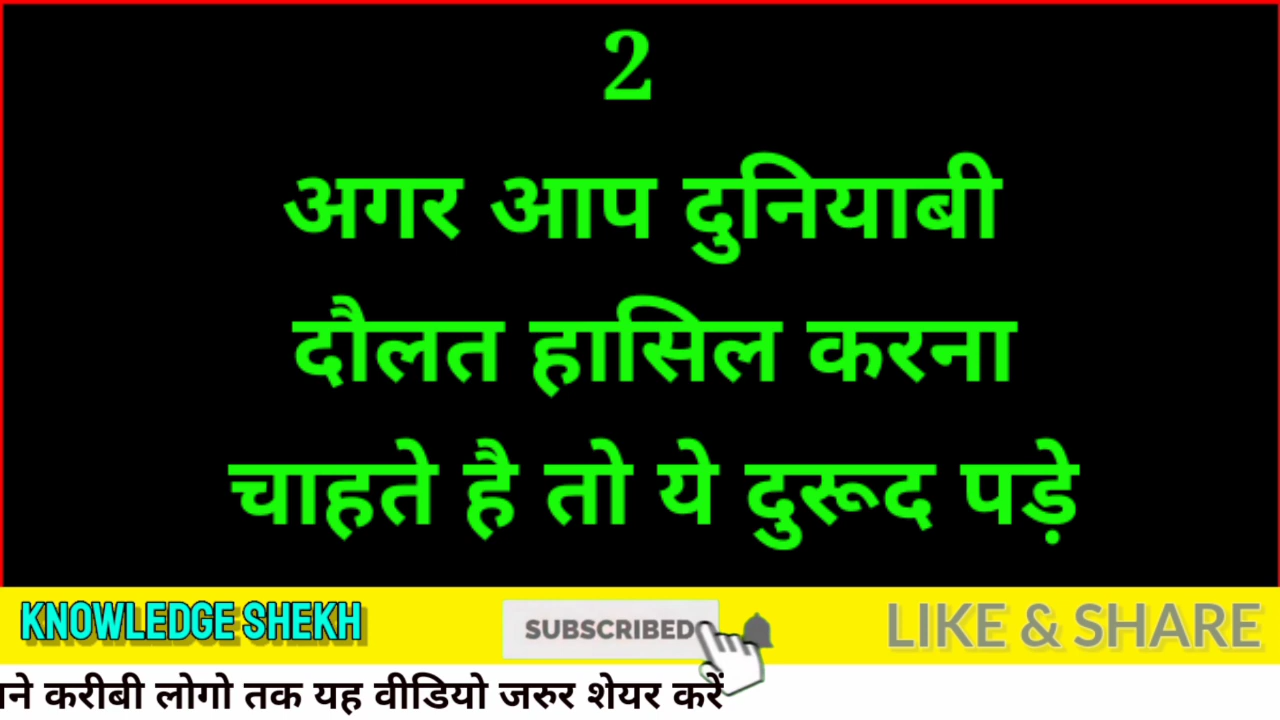 2
अगर आप दुनियाबी
दौलत हासिल करना
चाहते है तो ये दुरूद पड़े
KNOWLEDGE SHEKH
SUBSCRIBED
LIKE & SHARE
करीबी लोगो तक यह वीडियो जरुर शेयर करें